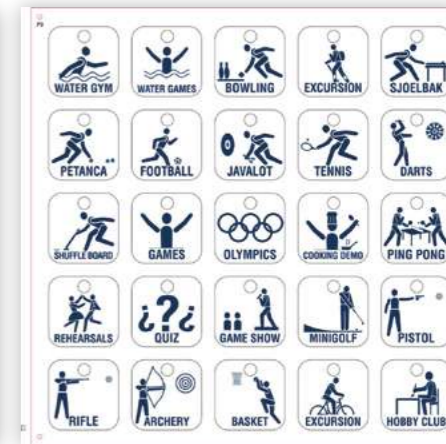 WATER GYM
WATER GAMES
BOWLING
EXCURSION
SJOELBAK
PETANCA
FOOTBALL
JAVALOT
TENNIS
DARTS
SHUFFLE BOARD
GAMES
OLYMPICS
COOKING DEMO
PING PONG
REHEARSALS
¿?¿
QUIZ
GAME SHOW
MINIGOLF
PISTOL
RIFLE
ARCHERY
BASKET
EXCURSION
HOBBY CLUB